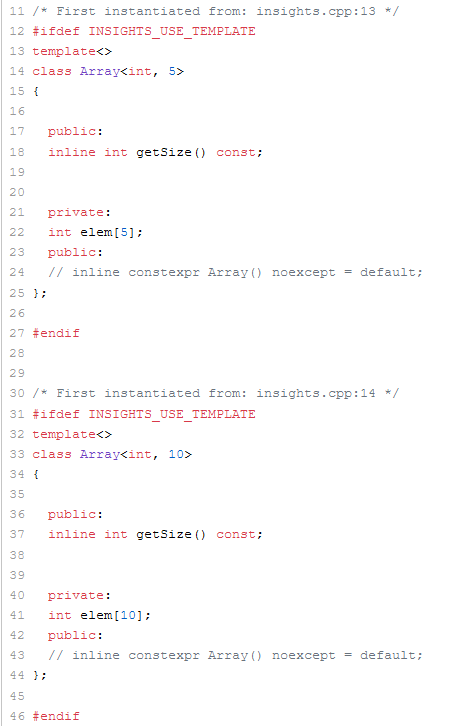 11 /* First instantiated from: insights.cpp:13 */
12 #ifdef INSIGHTS_USE_TEMPLATE
13 template<>
14 class Array<int, 5>
15 {
16
17   public:
18   inline int getSize() const;
19
20
21   private:
22   int elem[5];
23   public:
24   // inline constexpr Array() noexcept = default;
25 };
26
27 #endif
28
29
30 /* First instantiated from: insights.cpp:14 */
31 #ifdef INSIGHTS_USE_TEMPLATE
32 template<>
33 class Array<int, 10>
34 {
35
36   public:
37   inline int getSize() const;
38
39
40   private:
41   int elem[10];
42   public:
43   // inline constexpr Array() noexcept = default;
44 };
45
46 #endif